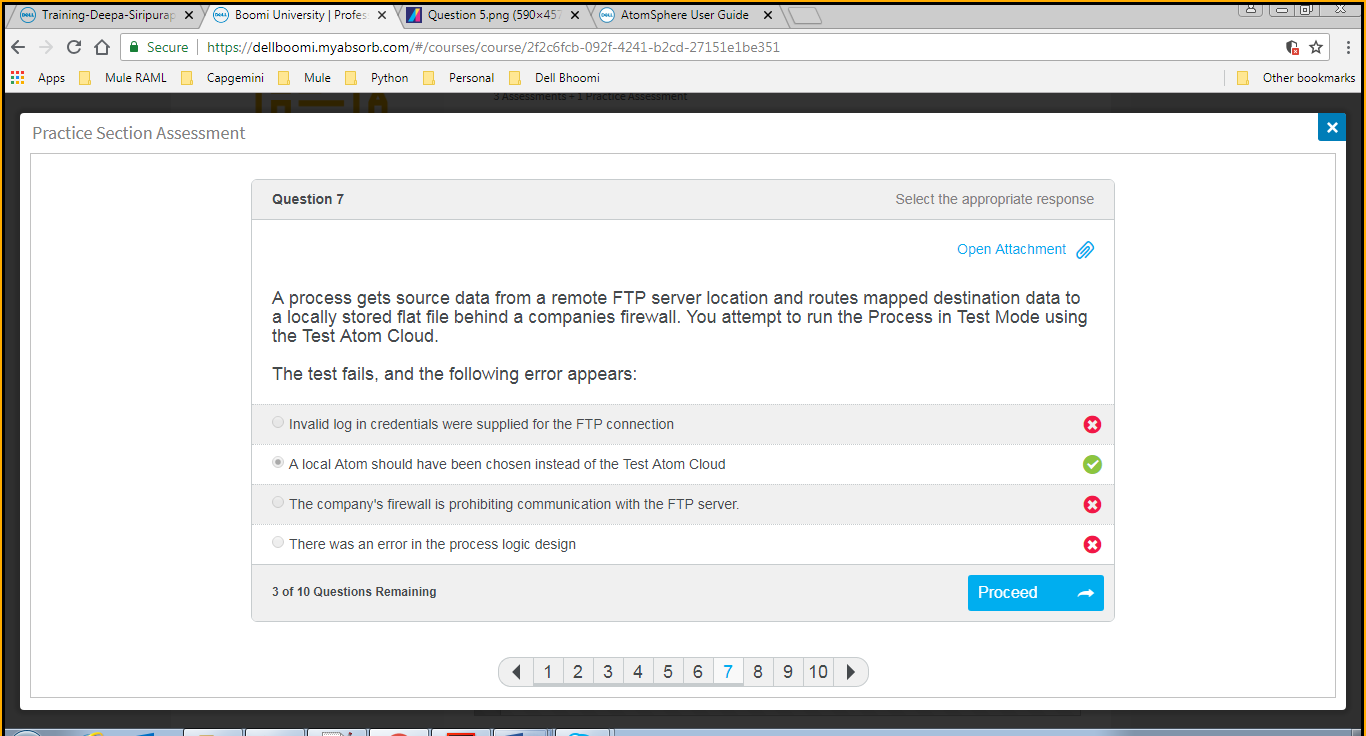 Training-Deepa-Siripurap
Boomi University | Profes
Question 5.png (590×457
AtomSphere User Guide
Secure
https://dellboomi.myabsorb.com/#/courses/course/2f2c6fcb-092f-4241-b2cd-27151e1be351
Apps Mule RAML Capgemini Mule Python Personal Dell Bhoomi Other bookmarks
3 Assessments – 1 Practice Assessment
Practice Section Assessment
Question 7 Select the appropriate response
Open Attachment
A process gets source data from a remote FTP server location and routes mapped destination data to
a locally stored flat file behind a companies firewall. You attempt to run the Process in Test Mode using
the Test Atom Cloud.
The test fails, and the following error appears:
Invalid log in credentials were supplied for the FTP connection
A local Atom should have been chosen instead of the Test Atom Cloud
The company's firewall is prohibiting communication with the FTP server.
There was an error in the process logic design
3 of 10 Questions Remaining
Proceed
1 2 3 4 5 6 7 8 9 10